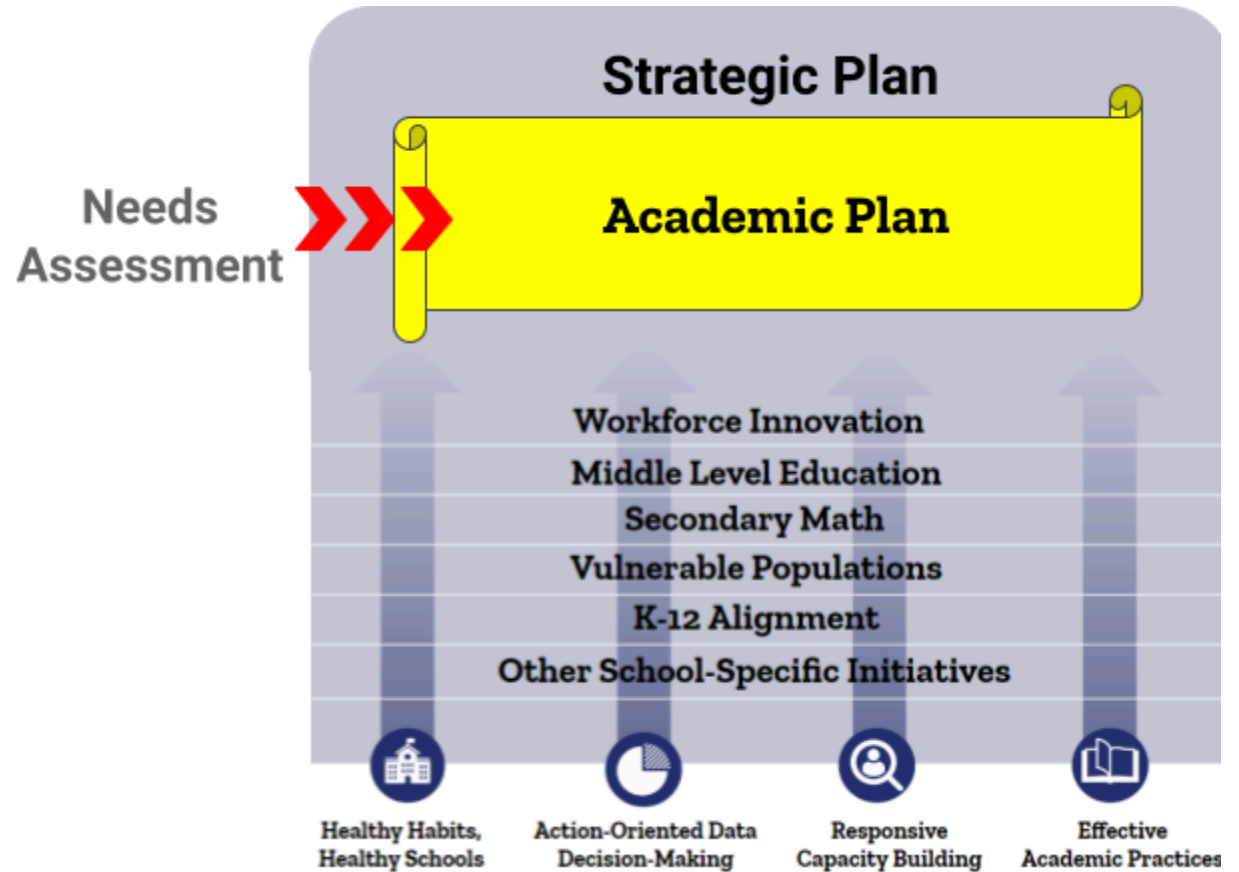 Strategic Plan
Needs
Assessment
Academic Plan
Workforce Innovation
Middle Level Education
Secondary Math
Vulnerable Populations
K-12 Alignment
Other School-Specific Initiatives
Healthy Habits,
Healthy Schools
Action-Oriented Data
Decision-Making
Responsive
Capacity Building
Effective
Academic Practices